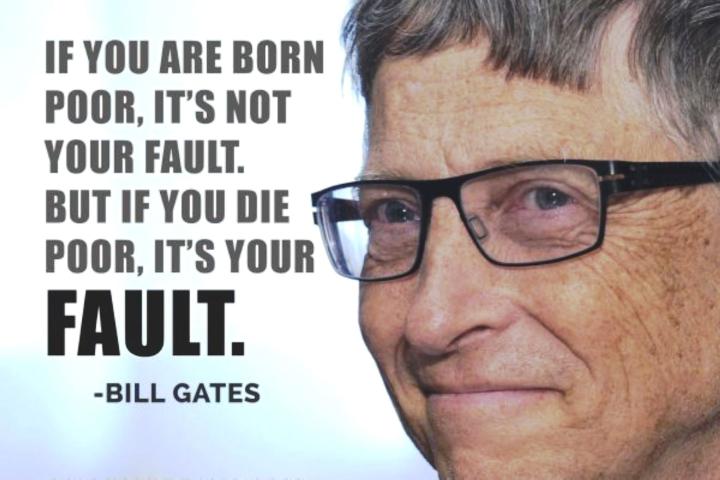 IF YOU ARE BORN
POOR, IT'S NOT
YOUR FAULT.
BUT IF YOU DIE
POOR, IT'S YOUR
FAULT.
-BILL GATES